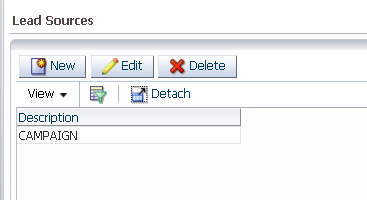 Lead Sources
New Edit Delete
View Detach
Description
CAMPAIGN